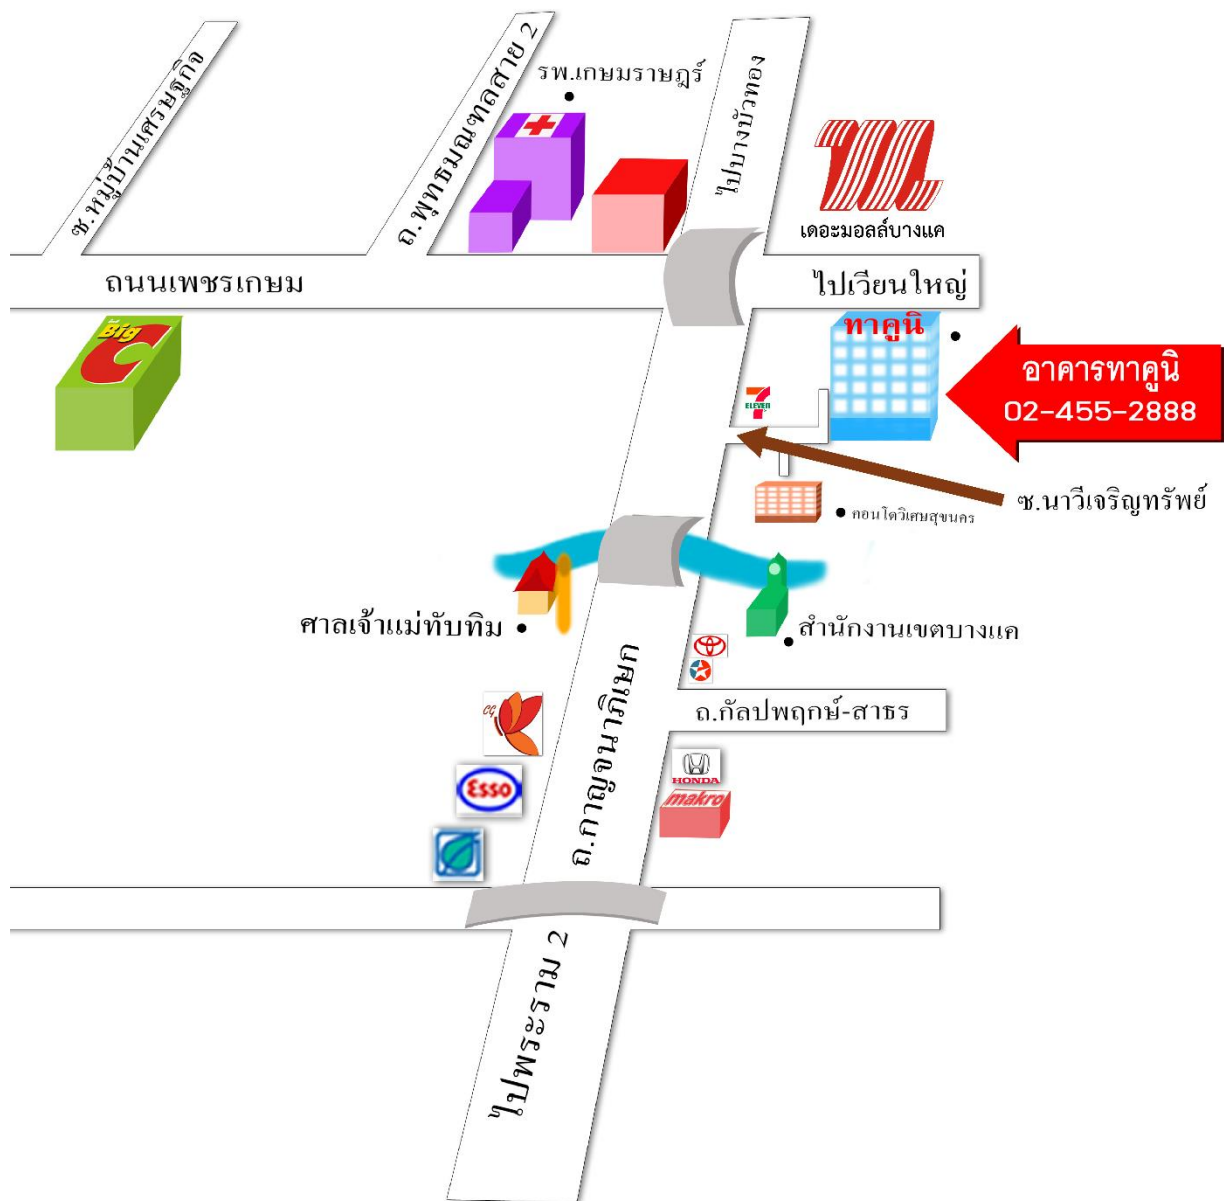 ซ.หมู่บ้านเศรษฐกิจ
ถ.พุทธมณฑลสาย 2
รพ.เกษมราษฎร์
ไปบางบัวทอง
เดอะมอลล์บางแค
ถนนเพชรเกษม
ไปเวียนใหญ่
Big
C
ทาคูนิ
อาคารทาคูนิ
02-455-2888
7
ELEVEN
ซ.นาวีเจริญทรัพย์
คอนโดวิเศษสุขนคร
ศาลเจ้าแม่ทับทิม
สำนักงานเขตบางแค
ถ.กัลปพฤกษ์-สาธร
CG
ถ.กาญจนาภิเษก
HONDA
Esso
makro
ไปพระราม 2